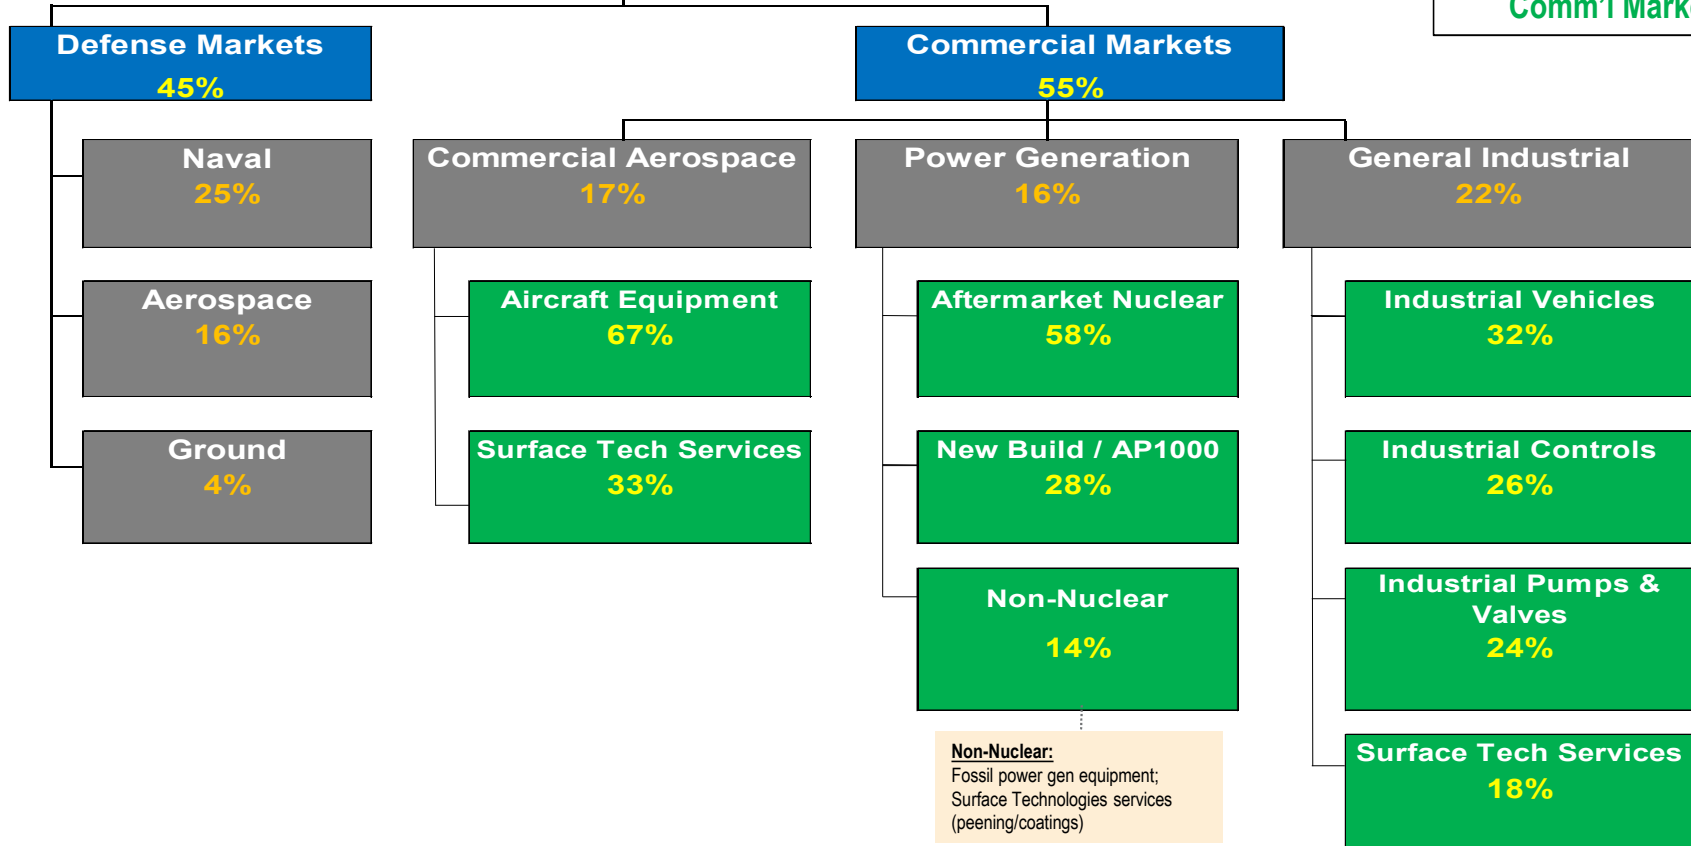 Comm'l
Defense Markets
45%
Commercial Markets
55%
Naval
25%
Commercial Aerospace
17%
Power Generation
16%
General Industrial
22%
Aerospace
16%
Aircraft Equipment
67%
Aftermarket Nuclear
58%
Industrial Vehicles
32%
Ground
4%
Surface Tech Services
33%
New Build / AP1000
28%
Industrial Controls
26%
Non-Nuclear
14%
Industrial Pumps &
Valves
24%
Non-Nuclear:
Fossil power gen equipment;
Surface Technologies services
(peening/coatings)
Surface Tech Services
18%